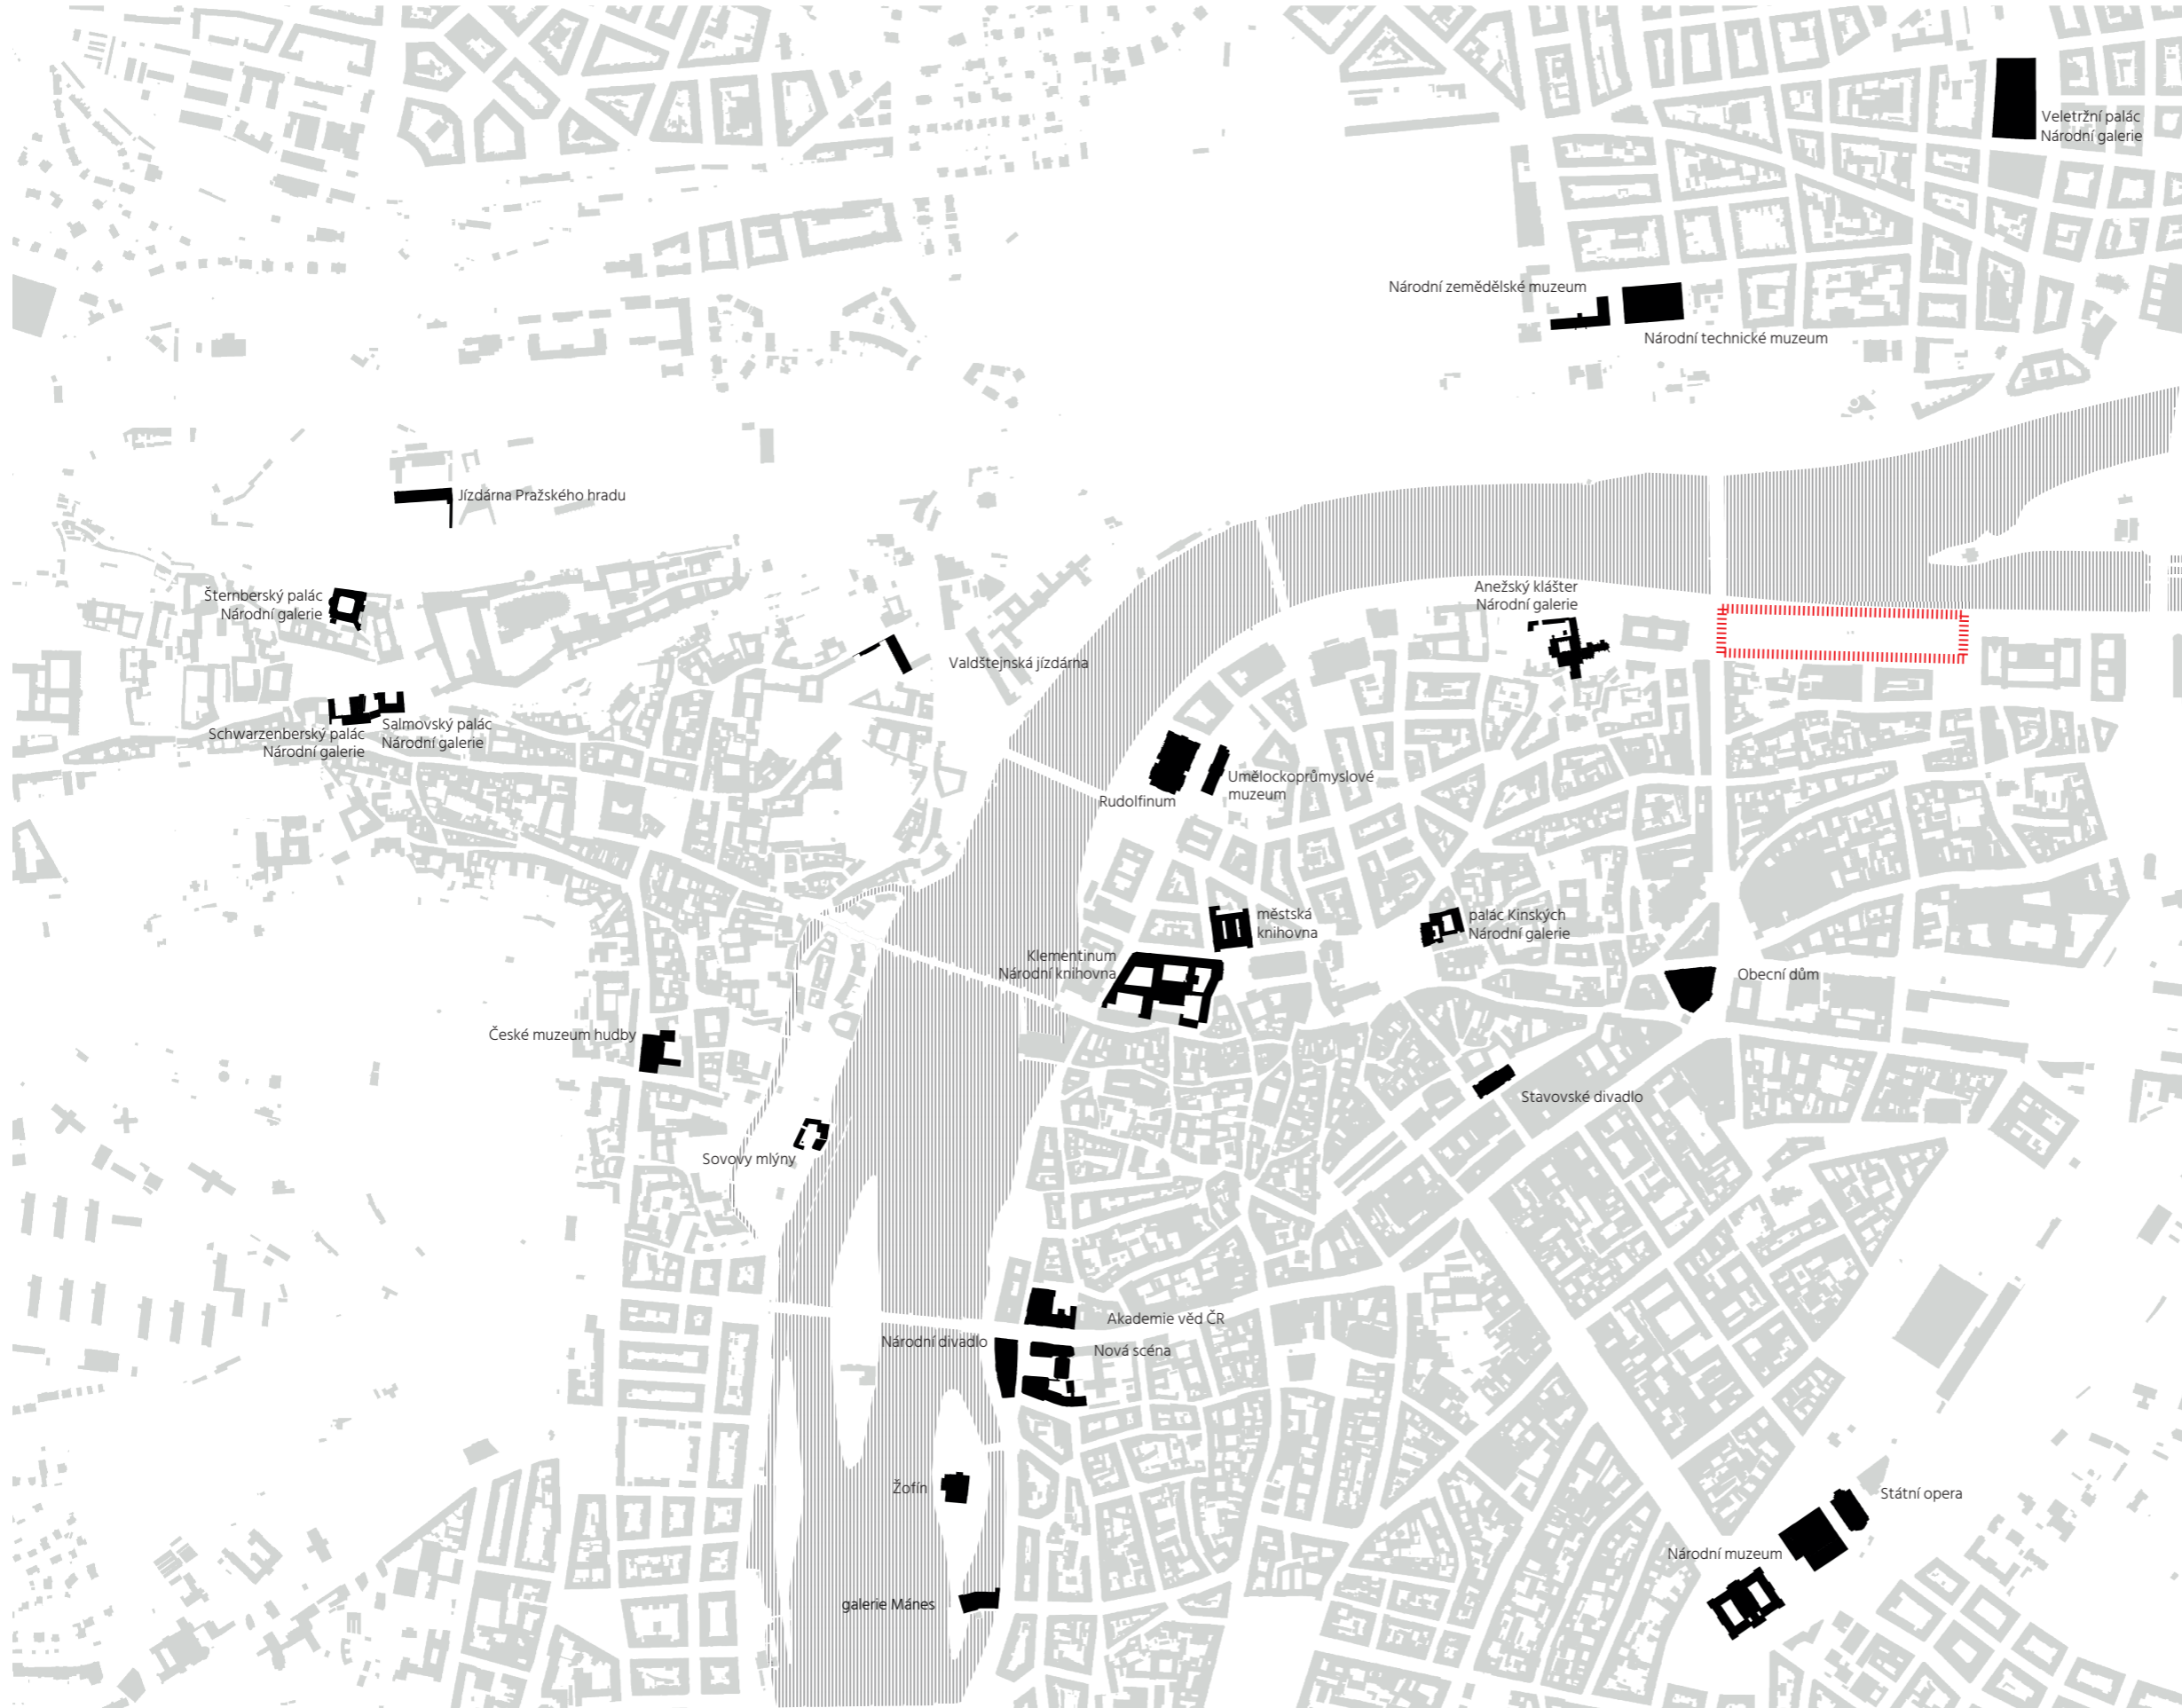 Veletržní palác
Národní galerie
Národní zemědělské muzeum
Národní technické muzeum
Jízdárna Pražského hradu
Anežský klášter
Národní galerie
Šternberský palác
Národní galerie
Valdštejnská jízdárna
Salmovský palác
Národní galerie
Schwarzenberský palác
Národní galerie
Umělockoprůmyslové
muzeum
Rudolfinum
městská
knihovna
palác Kinských
Národní galerie
Klementinum
Národní knihovna
Obecní dům
České muzeum hudby
Stavovské divadlo
Sovovy mlýny
Akademie věd ČR
Národní divadlo
Nová scéna
Žofín
Státní opera
Národní muzeum
galerie Mánes